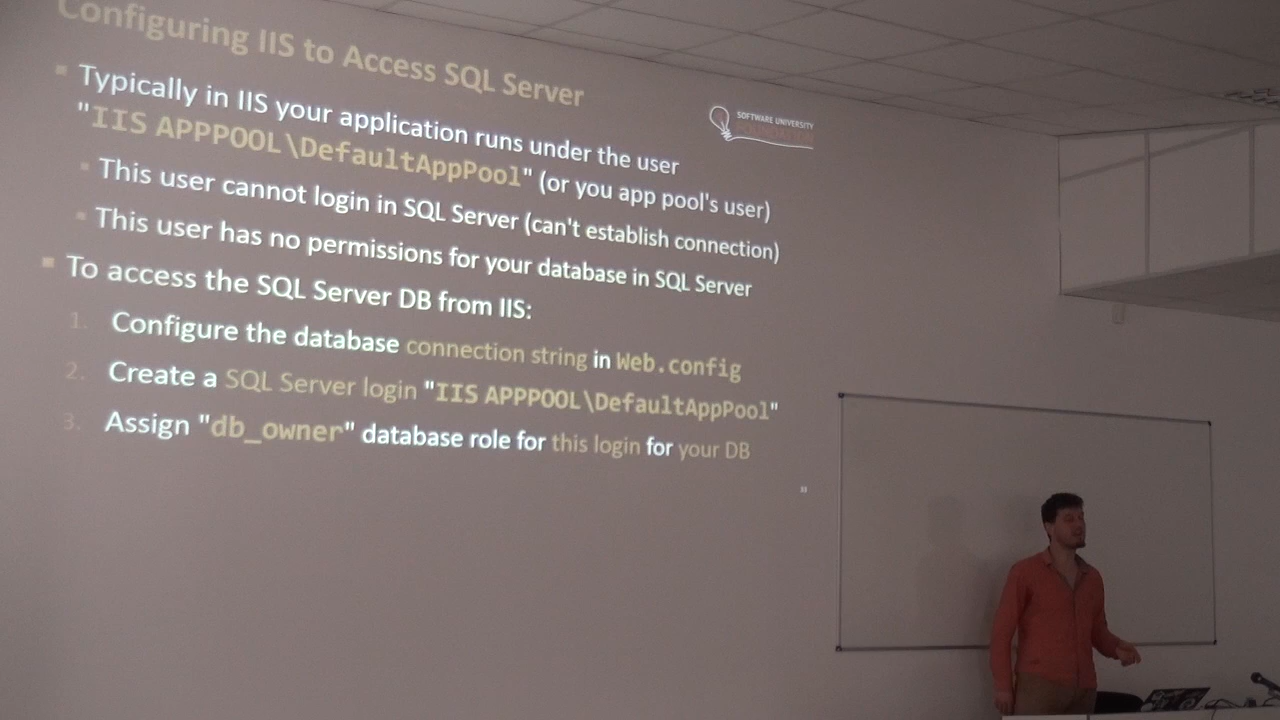 Configuring IIS to Access SQL Server
SOFTWARE UNIVERSITY
FOUNDATION
Typically in IIS your application runs under the user
"IIS APPPOOL\DefaultAppPool" (or you app pool's user)
This user cannot login in SQL Server (can't establish connection)
This user has no permissions for your database in SQL Server
To access the SQL Server DB from IIS:
1. Configure the database connection string in Web.config
2. Create a SQL Server login "IIS APPPOOL\DefaultAppPool"
3. Assign "db_owner" database role for this login for your DB